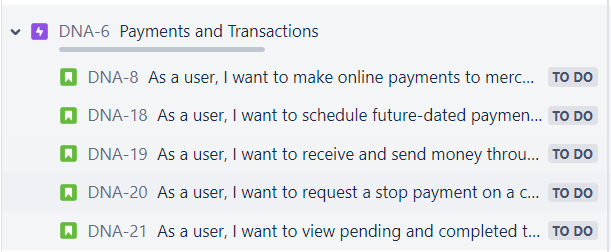 DNA-6 Payments and Transactions
DNA-8 As a user, I want to make online payments to merc... TO DO
DNA-18 As a user, I want to schedule future-dated paymen... TO DO
DNA-19 As a user, I want to receive and send money throu... TO DO
DNA-20 As a user, I want to request a stop payment on a c... TO DO
DNA-21 As a user, I want to view pending and completed t... TO DO